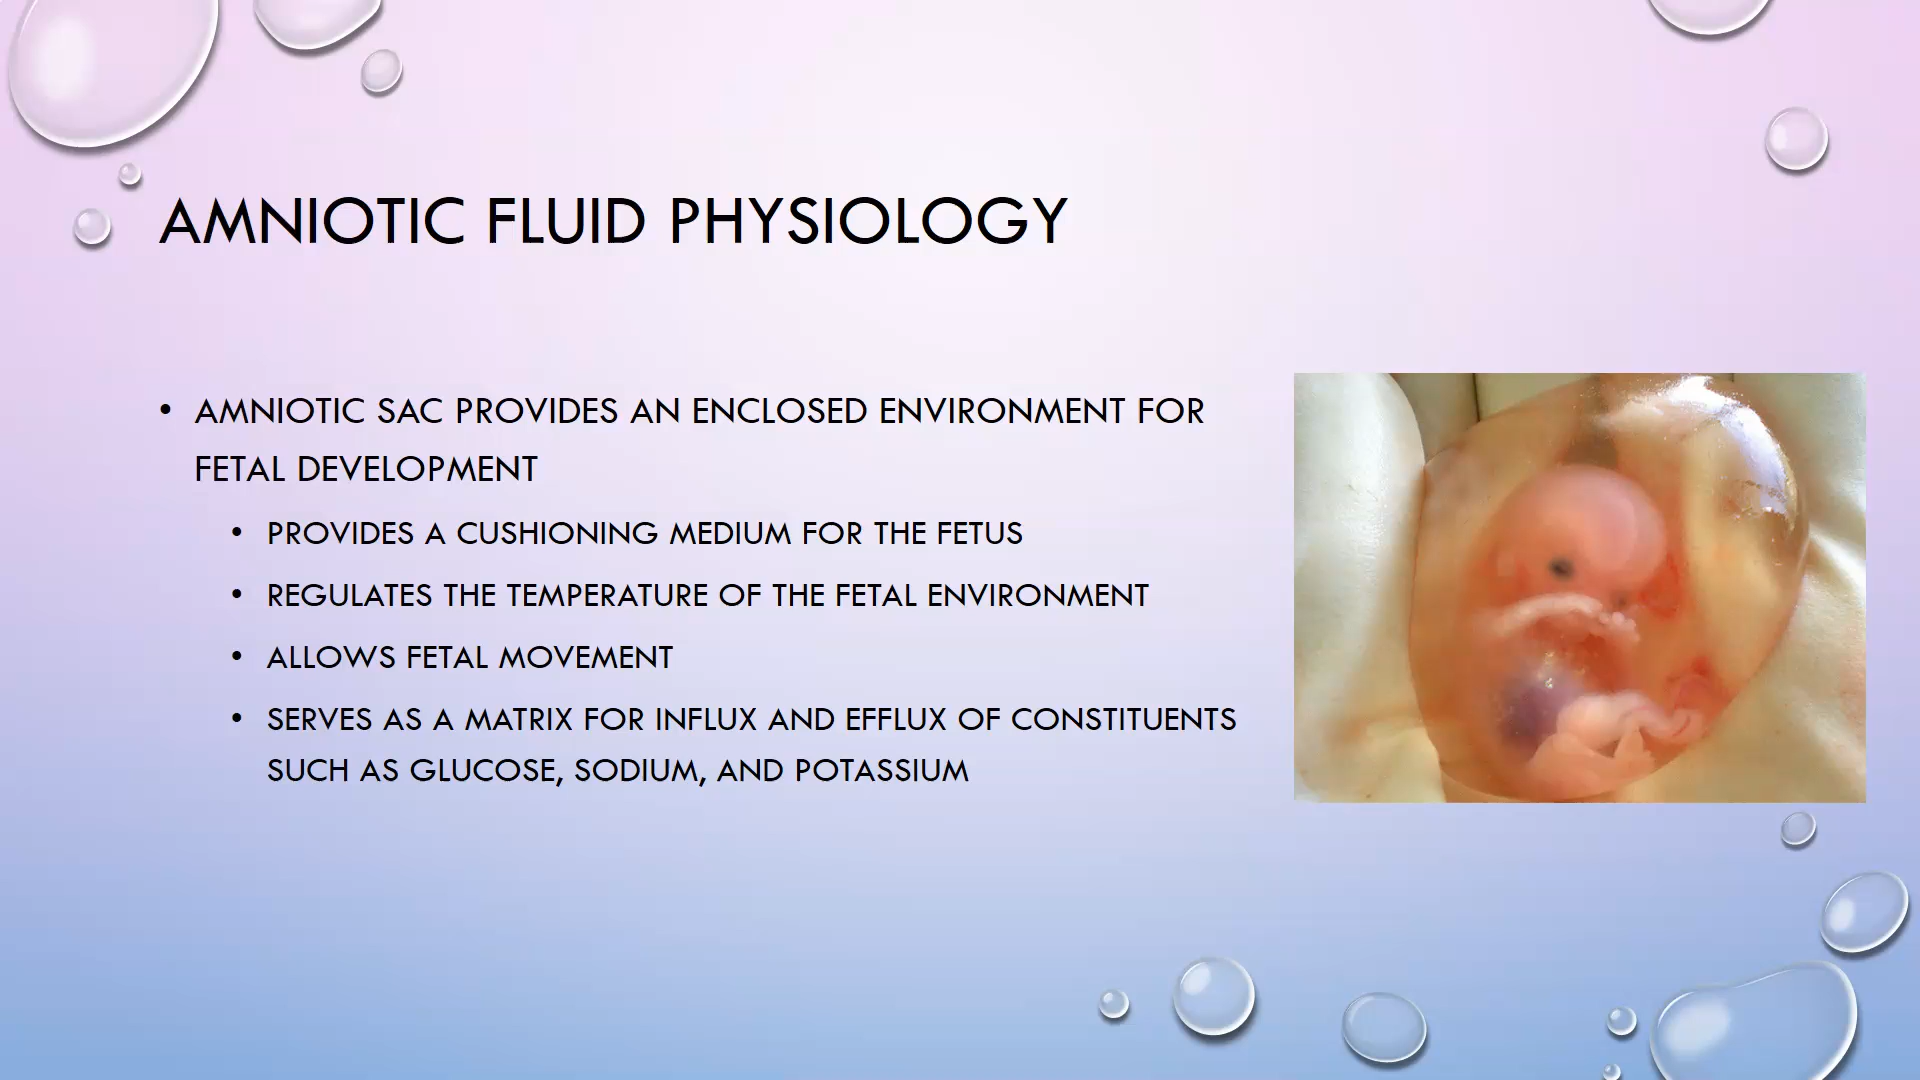 AMNIOTIC FLUID PHYSIOLOGY
• AMNIOTIC SAC PROVIDES AN ENCLOSED ENVIRONMENT FOR
FETAL DEVELOPMENT
• PROVIDES A CUSHIONING MEDIUM FOR THE FETUS
• REGULATES THE TEMPERATURE OF THE FETAL ENVIRONMENT
• ALLOWS FETAL MOVEMENT
• SERVES AS A MATRIX FOR INFLUX AND EFFLUX OF CONSTITUENTS
SUCH AS GLUCOSE, SODIUM, AND POTASSIUM